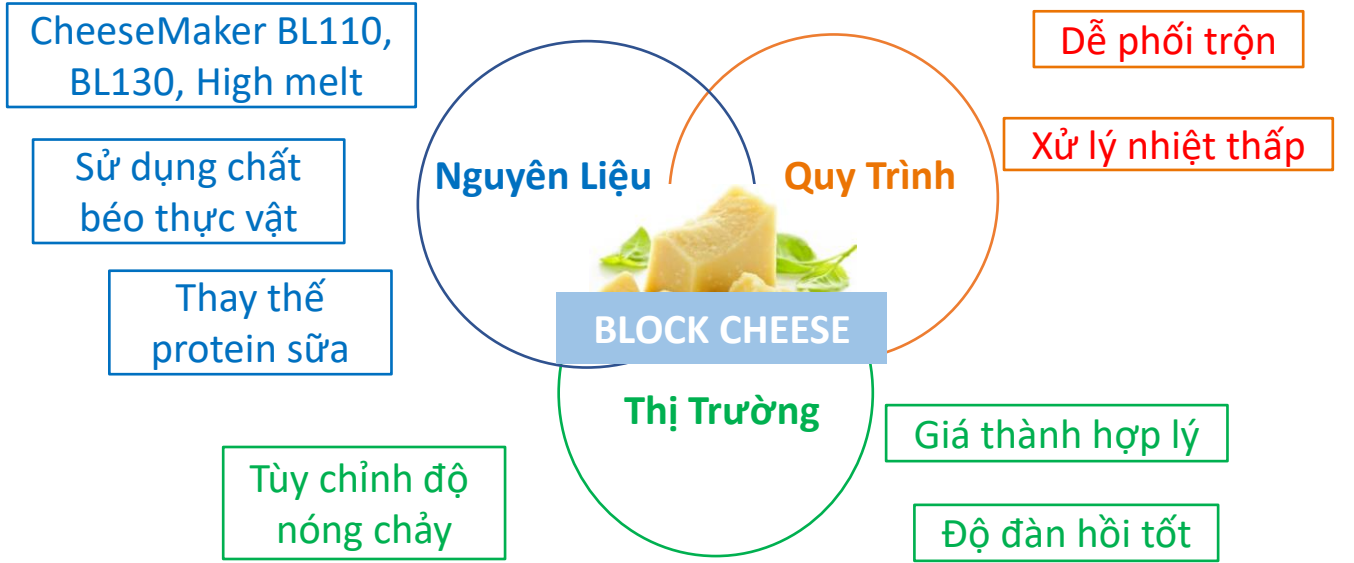 CheeseMaker BL110,
BL130, High melt
Sử dụng chất
béo thực vật
Thay thế
protein sữa
Nguyên Liệu
Quy Trình
Dễ phối trộn
Xử lý nhiệt thấp
BLOCK CHEESE
Thị Trường
Tùy chỉnh độ
nóng chảy
Giá thành hợp lý
Độ đàn hồi tốt